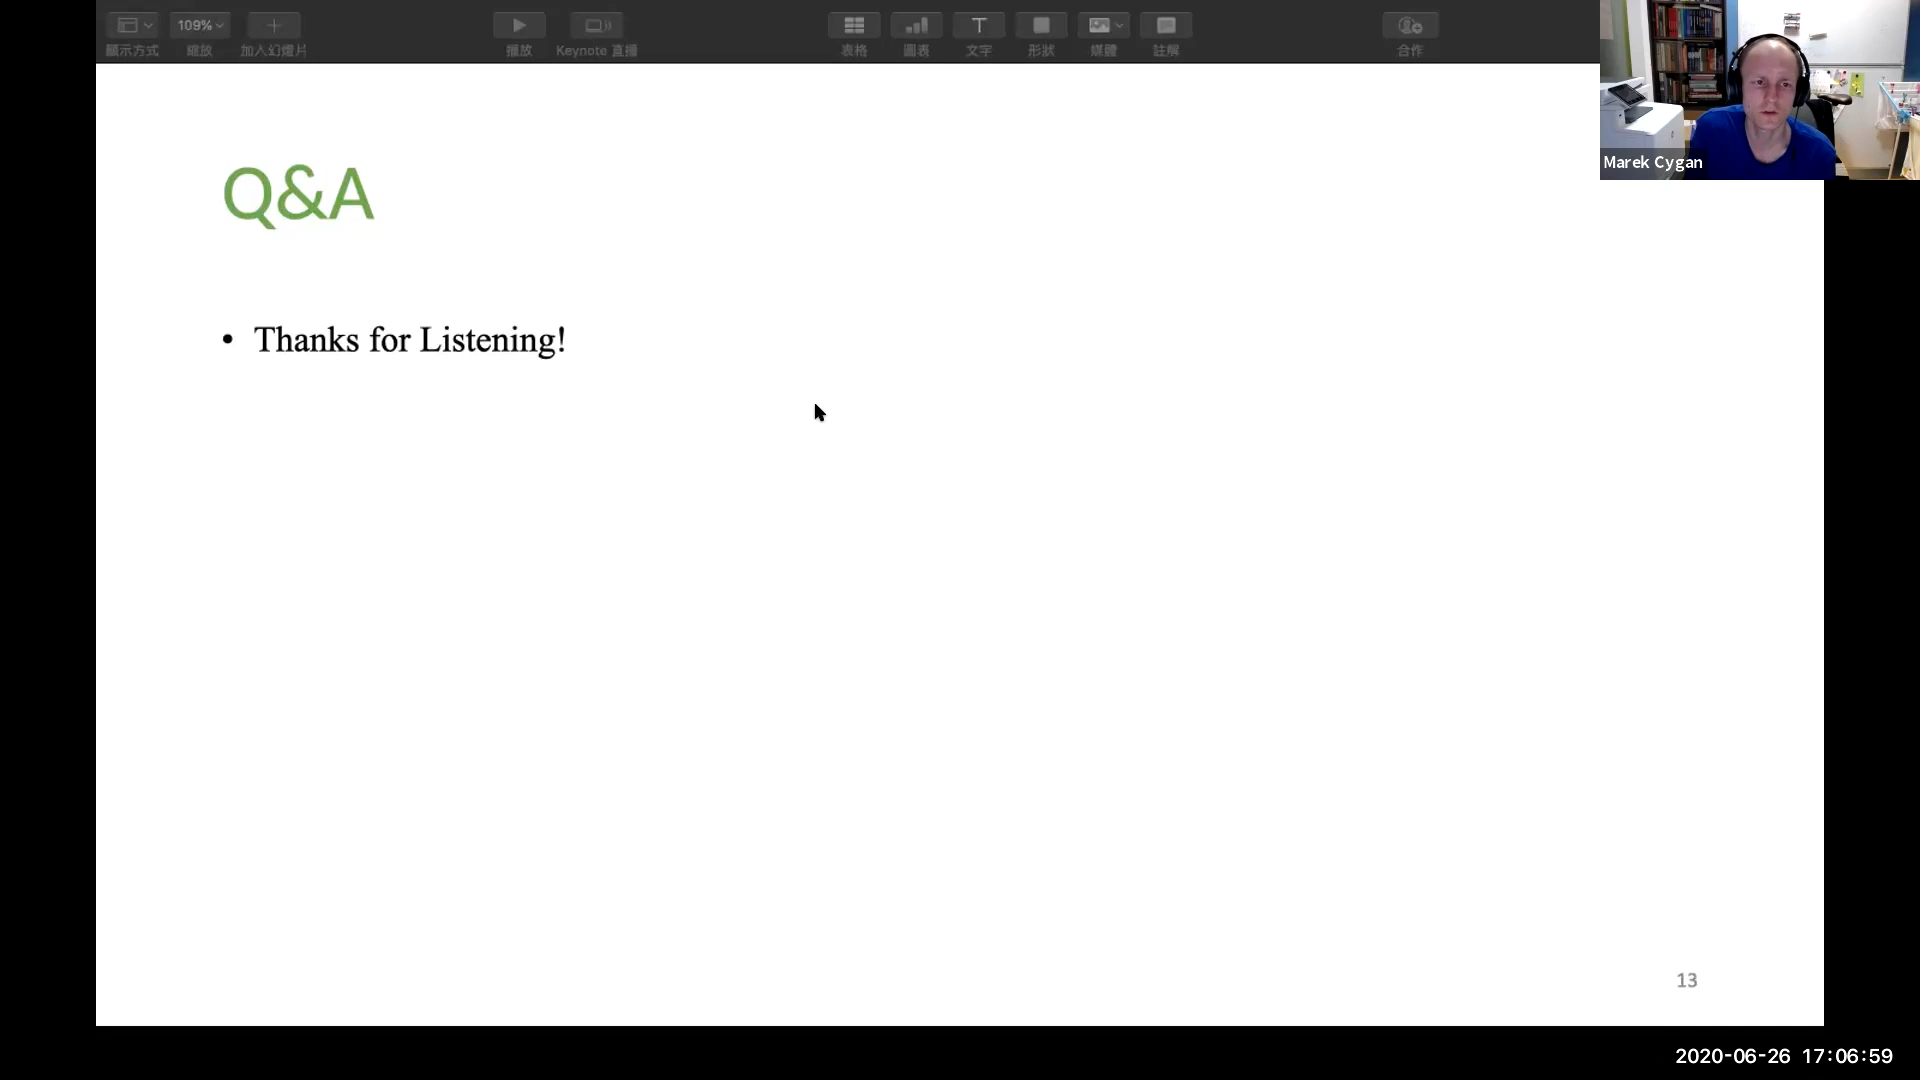 109%
顯示方式 縮放 加入幻燈片 播放 Keynote 直播 表格 圖表 文字 形狀 媒體 註解 合作
Marek Cygan
Q&A
• Thanks for Listening!
13
2020-06-26 17:06:59